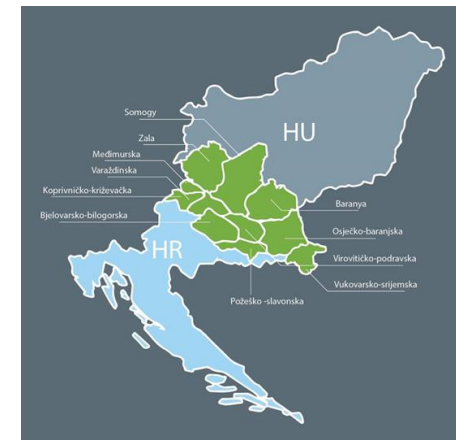 Somogy
HU
Zala
Međimurska
Varaždinska
Koprivničko-križevačka
Baranya
Bjelovarsko-bilogorska
Osječko-baranjska
HR
Virovitičko-podravska
Vukovarsko-srijemska
Požeško -slavonska